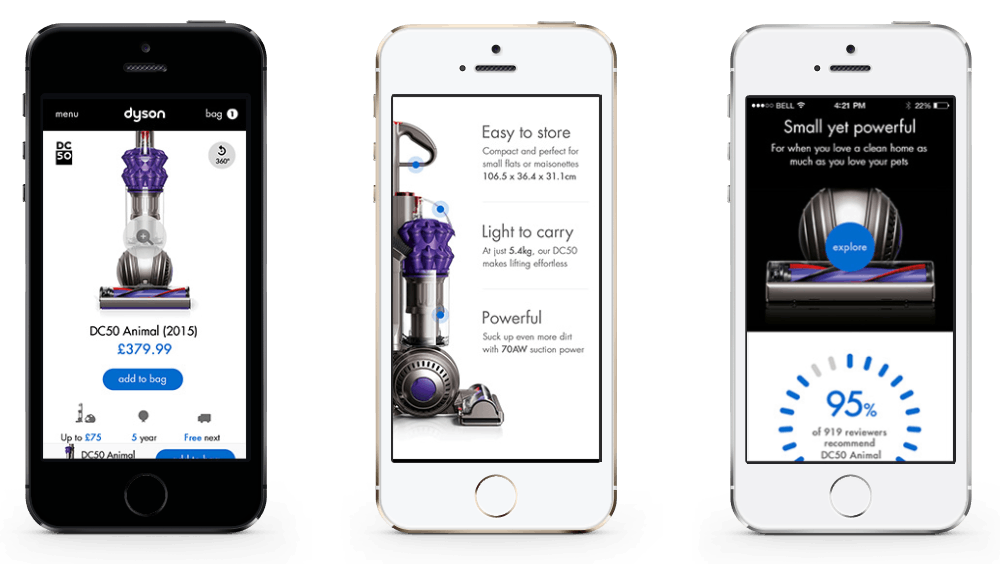 menu dyson bag 1
DC
50
360°
DC50 Animal (2015)
£379.99
add to bag
Up to £75 5 year Free next
DC50 Animal
add to bag
Easy to store
Compact and perfect for
small flats or maisonettes
106.5 x 36.4 x 31.1cm
Light to carry
At just 5.4kg, our DC50
makes lifting effortless
Powerful
Suck up even more dirt
with 70AW suction power
BELL 4:21 PM 22%
Small yet powerful
For when you love a clean home as
much as you love your pets
explore
95%
of 919 reviewers
recommend
DC50 Animal